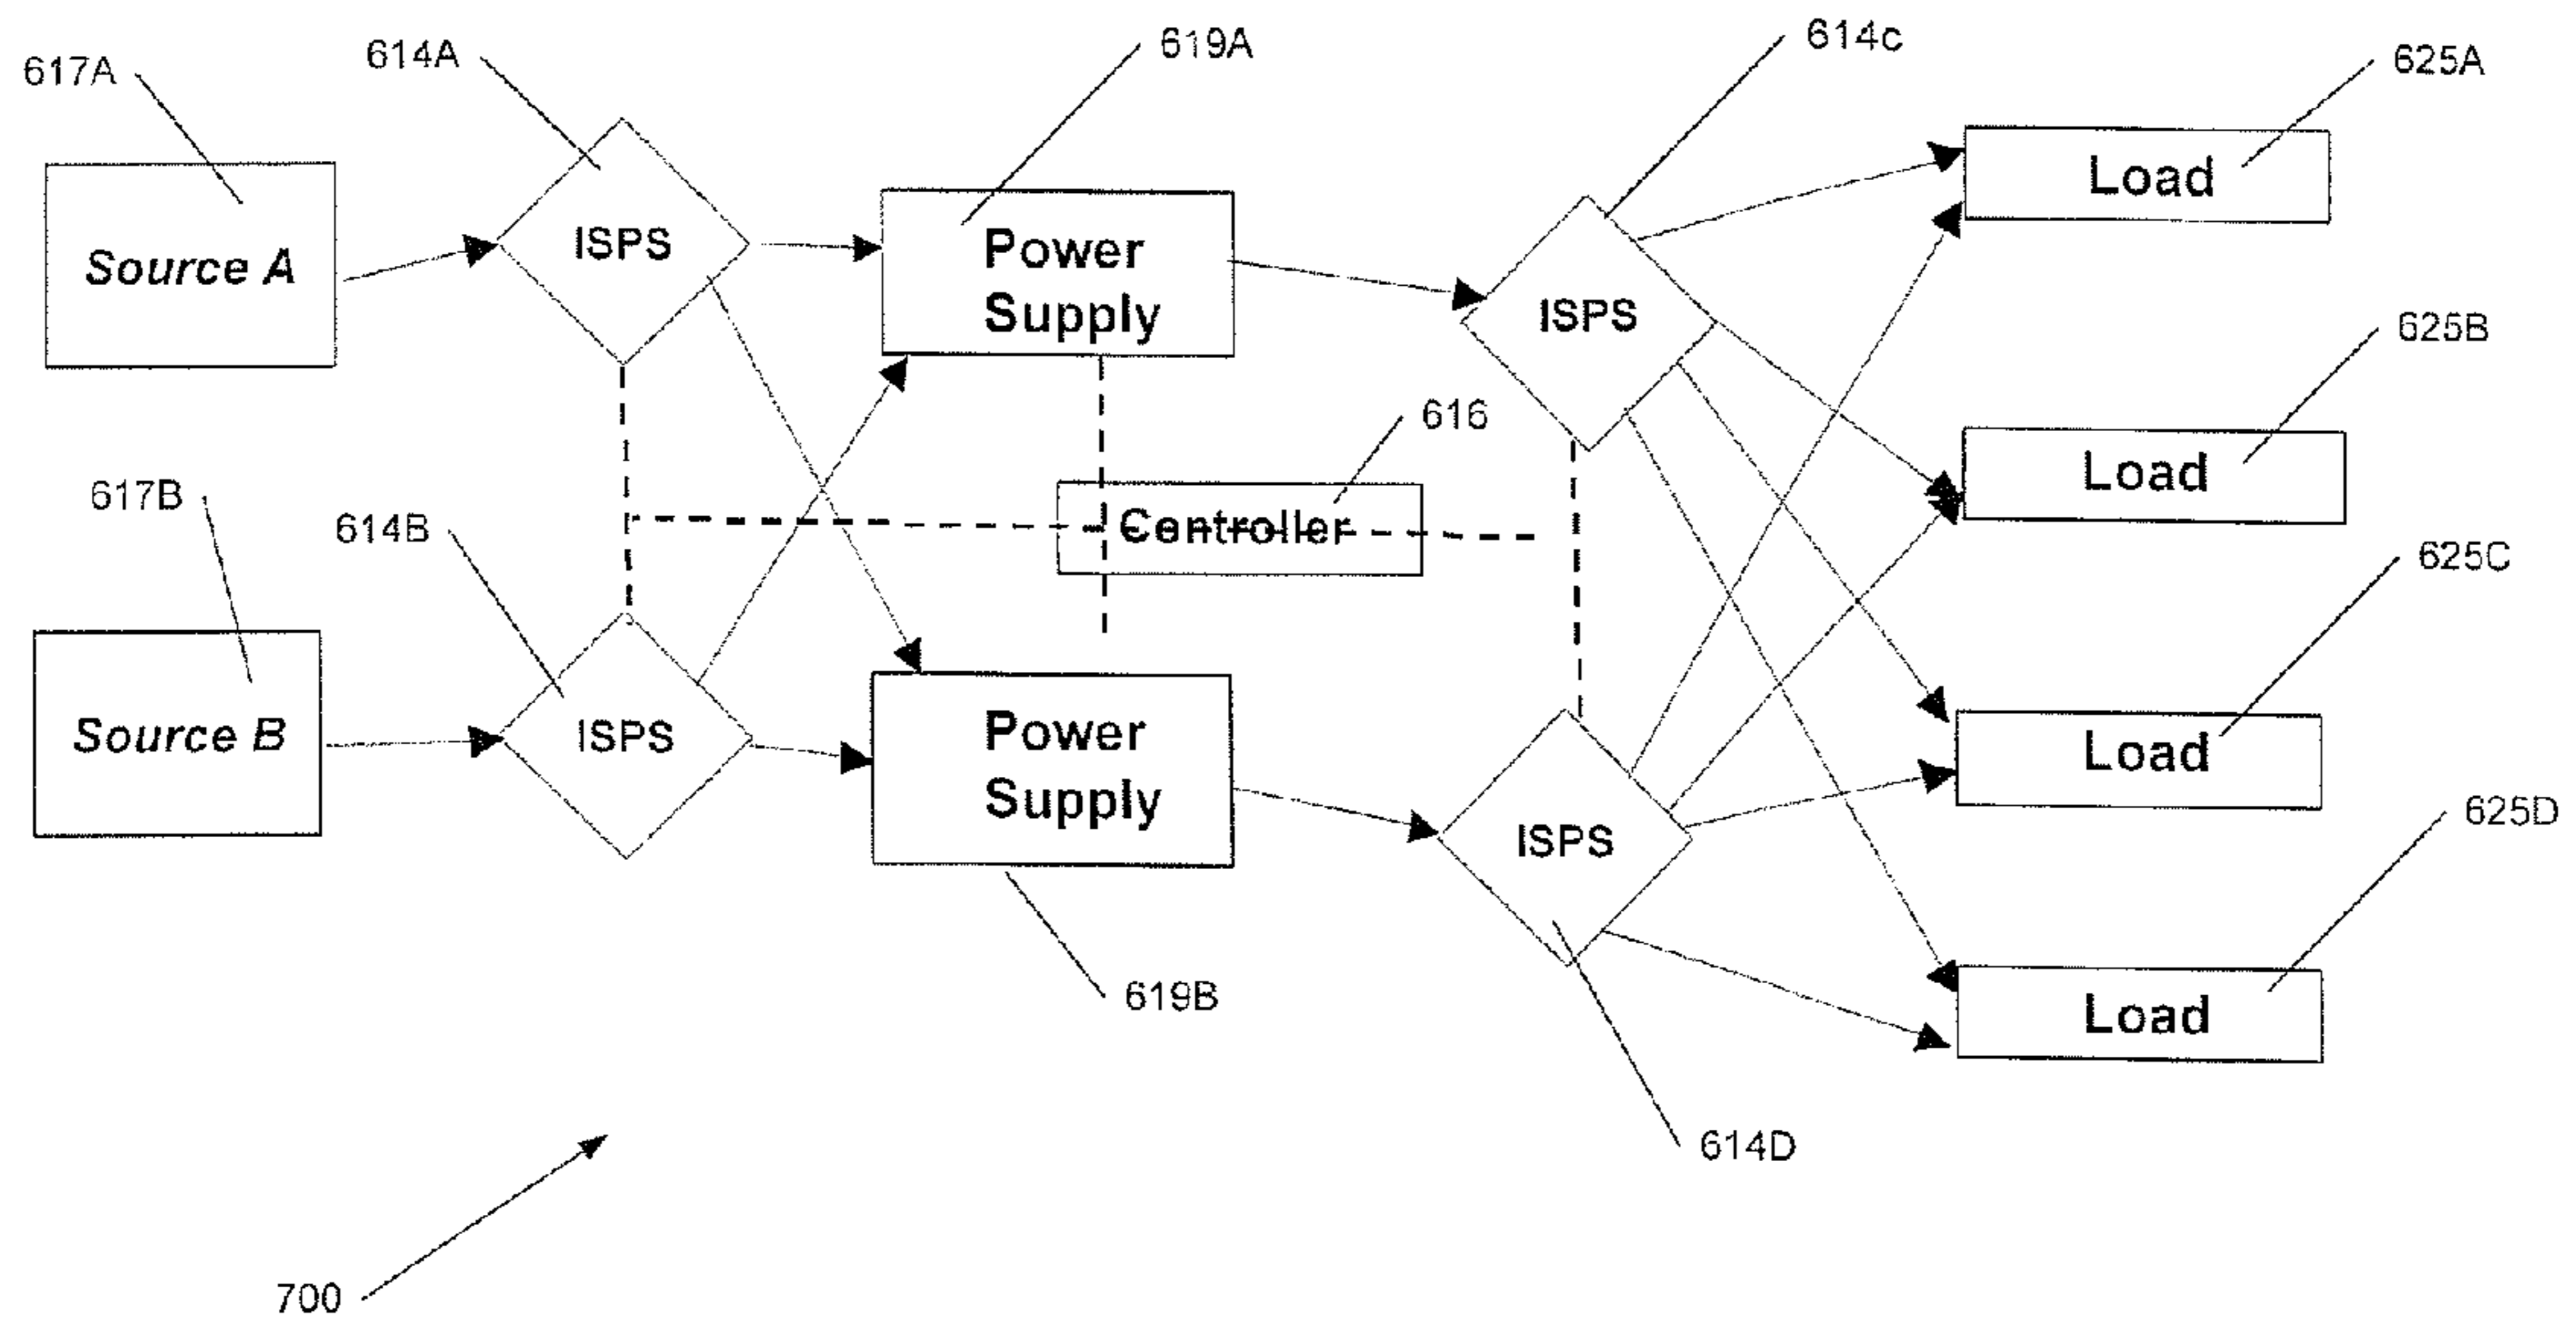 617A
614A
619A
614c
625A
Source A
ISPS
Power
Supply
ISPS
Load
625B
616
617B
614B
Controller
Load
625C
Source B
ISPS
Power
Supply
ISPS
Load
625D
619B
614D
Load
700